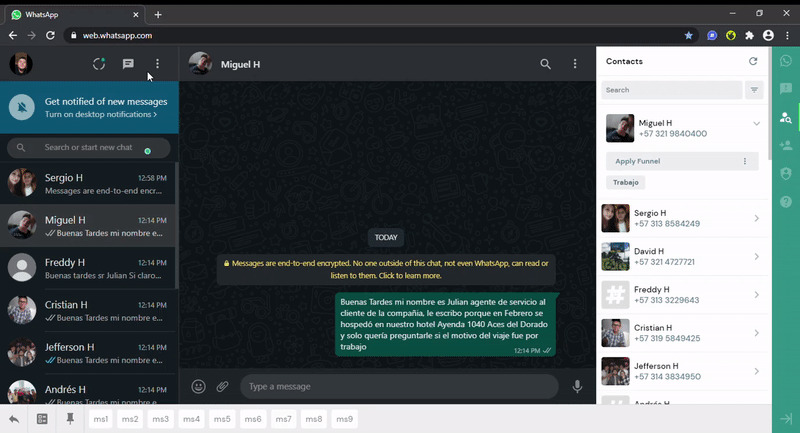 WhatsApp
web.whatsapp.com
Get notified of new messages
Turn on desktop notifications >
Search or start new chat
Sergio H
12:58 PM
Messages are end-to-end encr...
Miguel H
12:14 PM
Buenas Tardes mi nombre e...
Freddy H
12:14 PM
Buenas tardes sr Julian Si claro...
Cristian H
12:14 PM
Buenas Tardes mi nombre e...
Jefferson H
12:14 PM
Buenas Tardes mi nombre e...
Andrés H
12:14 PM
Miguel H
TODAY
Messages are end-to-end encrypted. No one outside of this chat, not even WhatsApp, can read or
listen to them. Click to learn more.
Buenas Tardes mi nombre es Julian agente de servicio al
cliente de la compañia, le escribo porque en Febrero se
hospedó en nuestro hotel Ayenda 1040 Aces del Dorado
y solo quería preguntarle si el motivo del viaje fue por
trabajo
12:14 PM
Type a message
Contacts
Search
Miguel H
+57 321 9840400
Apply Funnel
Trabajo
Sergio H
+57 313 8584249
David H
+57 321 4727721
Freddy H
+57 313 3229643
Cristian H
+57 319 5849425
Jefferson H
+57 314 3834950
Andrés H
ms1 ms2 ms3 ms4 ms5 ms6 ms7 ms8 ms9